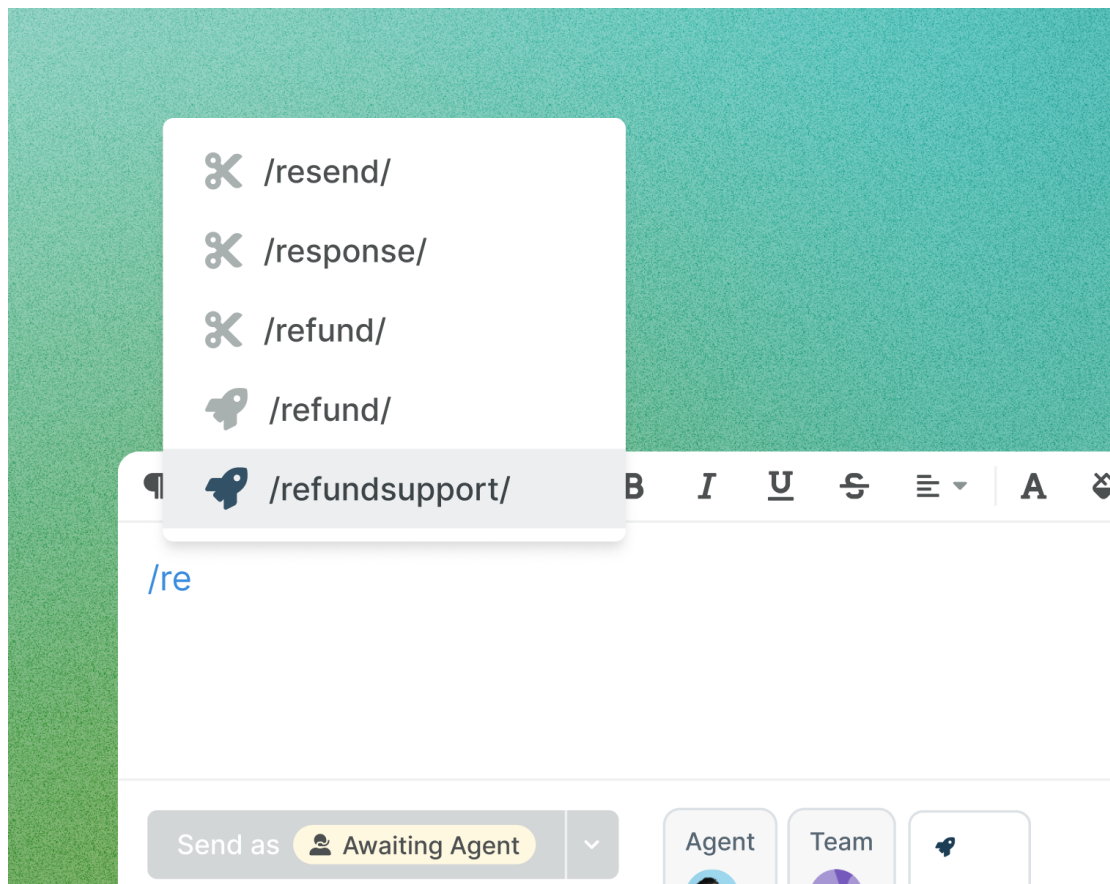 /resend/
/response/
/refund/
/refund/
/refundsupport/
B I U S A
/re
Send as Awaiting Agent
Agent
Team